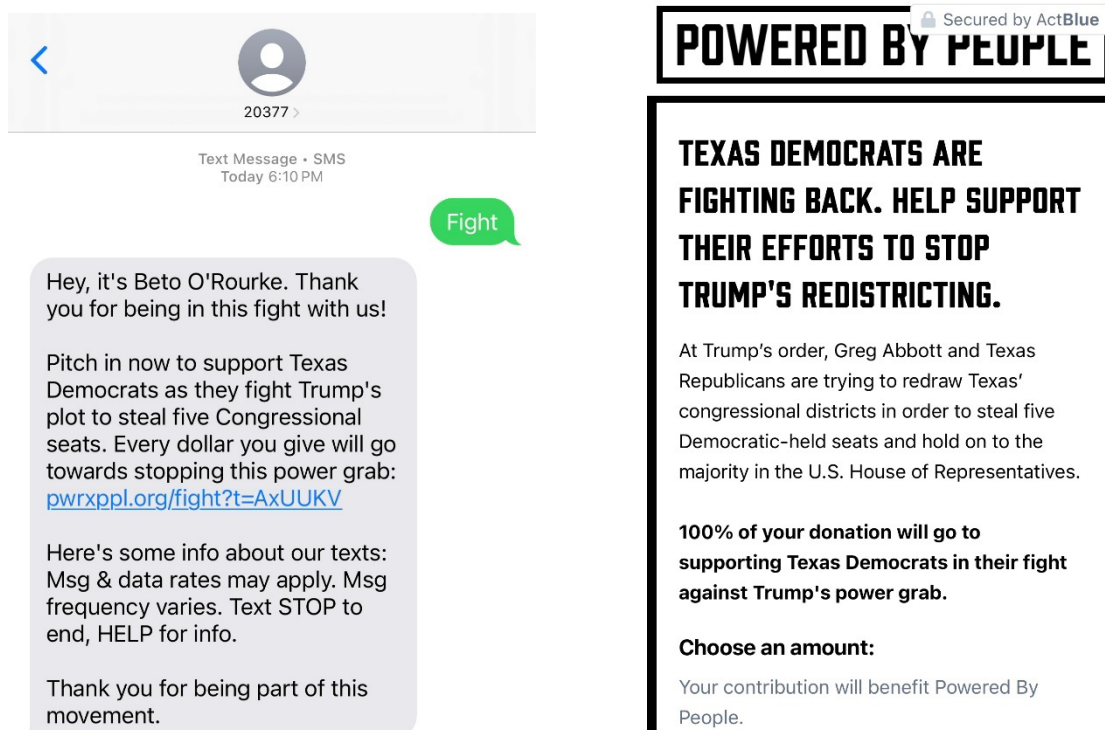 20377
Text Message • SMS
Today 6:10 PM
Fight
Hey, it's Beto O'Rourke. Thank
you for being in this fight with us!
Pitch in now to support Texas
Democrats as they fight Trump's
plot to steal five Congressional
seats. Every dollar you give will go
towards stopping this power grab:
pwrxppl.org/fight?t=AxUUKV
Here's some info about our texts:
Msg & data rates may apply. Msg
frequency varies. Text STOP to
end, HELP for info.
Thank you for being part of this
movement.
Secured by ActBlue
POWERED BY PEOPLE
TEXAS DEMOCRATS ARE
FIGHTING BACK. HELP SUPPORT
THEIR EFFORTS TO STOP
TRUMP'S REDISTRICTING.
At Trump's order, Greg Abbott and Texas
Republicans are trying to redraw Texas'
congressional districts in order to steal five
Democratic-held seats and hold on to the
majority in the U.S. House of Representatives.
100% of your donation will go to
supporting Texas Democrats in their fight
against Trump's power grab.
Choose an amount:
Your contribution will benefit Powered By
People.